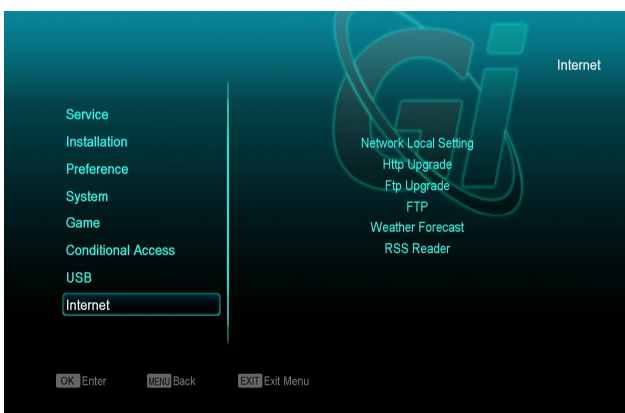 Internet
Service
Installation
Preference
System
Game
Conditional Access
USB
Internet
Network Local Setting
Http Upgrade
Ftp Upgrade
FTP
Weather Forecast
RSS Reader
OK Enter MENU Back EXIT Exit Menu
Gi